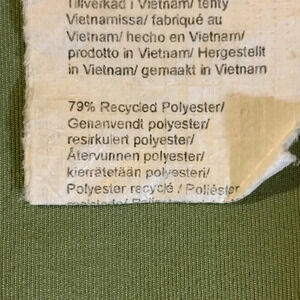 Tillverkad i Vietnam/ tehty
Vietnamissa/ fabriqué au
Vietnam/ hecho en Vietnam/
prodotto in Vietnam/ Hergestellt
in Vietnam/ gemaakt in Vietnam
79% Recycled Polyester/
Genanvendt polyester/
resirkulert polyester/
Återvunnen polyester/
kierrätetään polyesteri/
Polyester recyclé / Poliéster